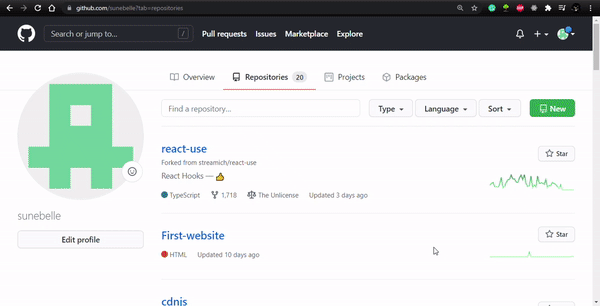 github.com/sunebelle?tab=repositories
Search or jump to...
/
Pull requests Issues Marketplace Explore
Overview Repositories 20 Projects Packages
Find a repository...
Type Language Sort New
react-use
Forked from streamich/react-use
React Hooks — 👍
TypeScript 1,718 The Unlicense Updated 3 days ago
Star
sunebelle
Edit profile
First-website
HTML Updated 10 days ago
Star
cdnjs